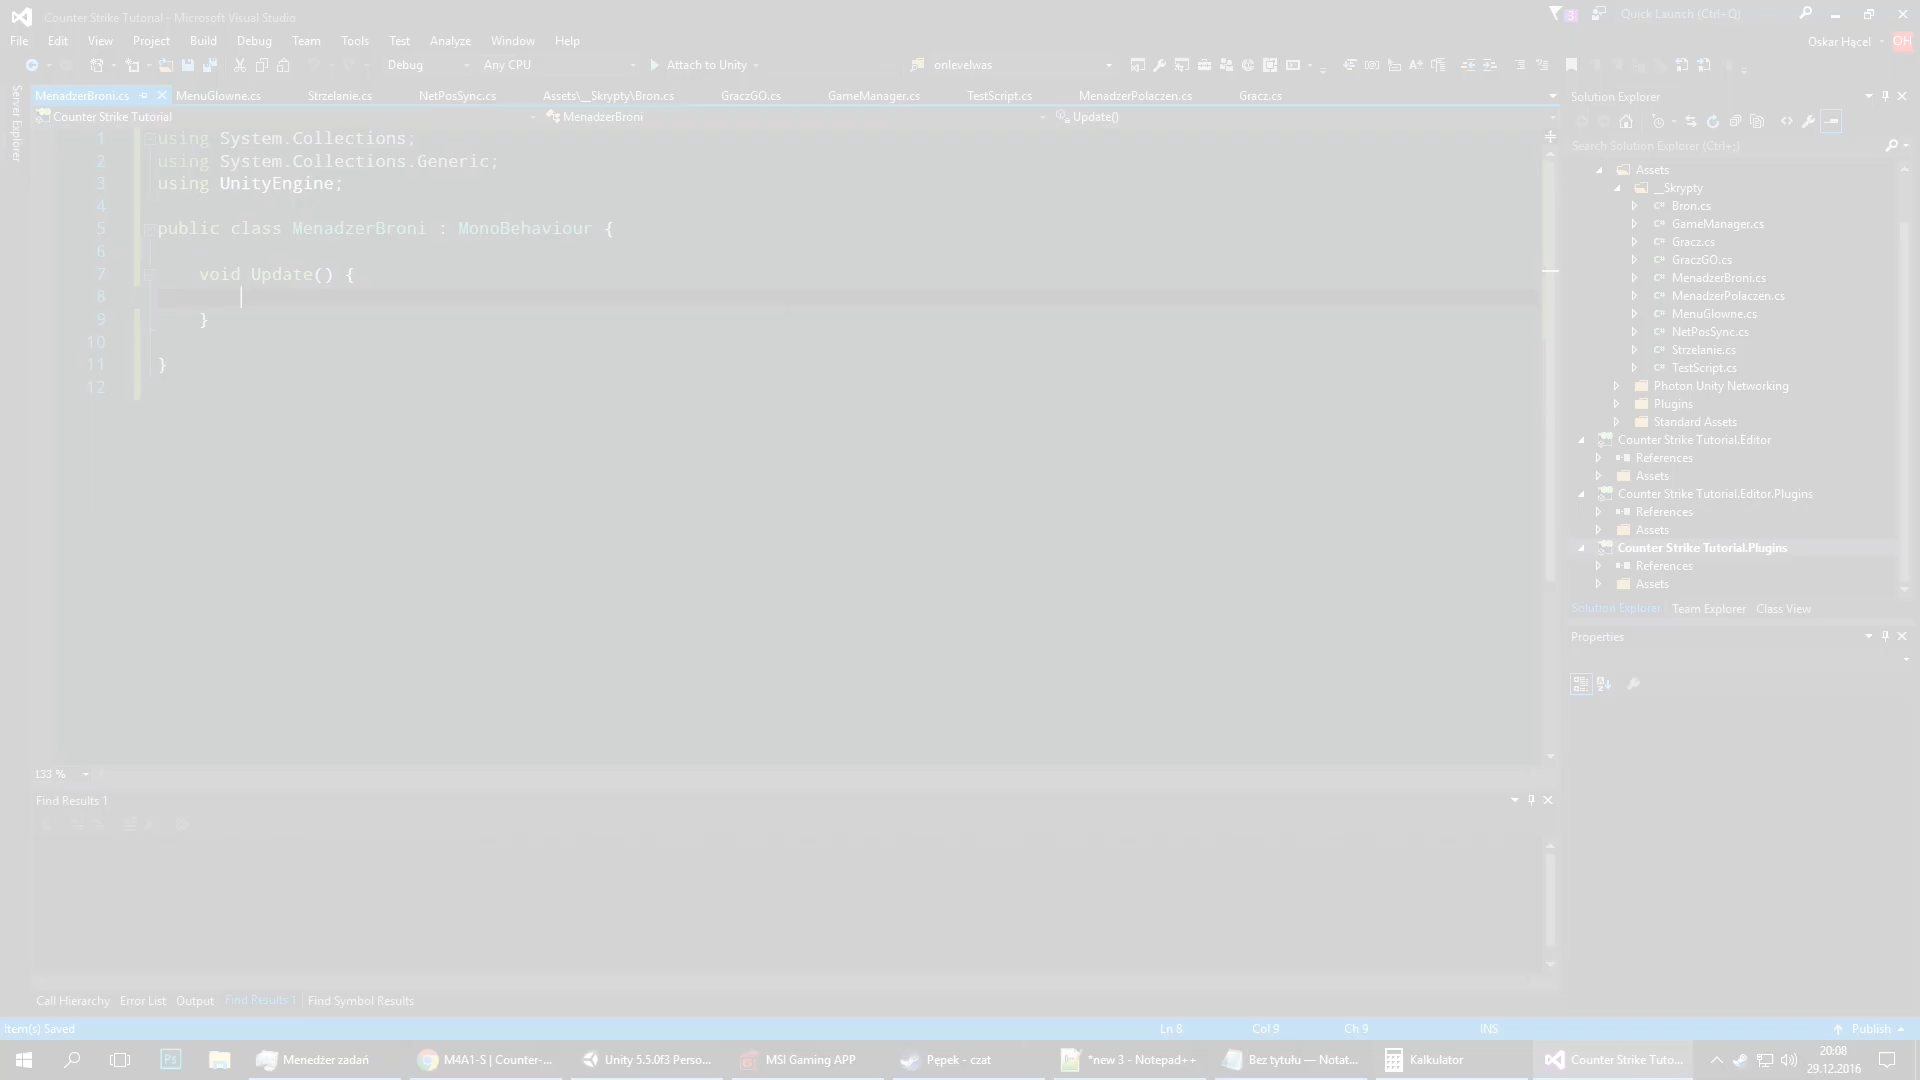 Counter Strike Tutorial - Microsoft Visual Studio
3
Quick Launch (Ctrl+Q)
File Edit View Project Build Debug Team Tools Test Analyze Window Help
Oskar Hącel OH
Debug Any CPU Attach to Unity onlevelwas
Server Explorer
MenadzerBroni.cs MenuGlowne.cs Strzelanie.cs NetPosSync.cs Assets\__Skrypty\Bron.cs GraczGO.cs GameManager.cs TestScript.cs MenadzerPolaczen.cs Gracz.cs
Counter Strike Tutorial MenadzerBroni Update()
1 using System.Collections;
2 using System.Collections.Generic;
3 using UnityEngine;
4
5 public class MenadzerBroni : MonoBehaviour {
6
7 void Update() {
8
9 }
10
11 }
12
133 %
Solution Explorer
Search Solution Explorer (Ctrl+;)
Assets
__Skrypty
C# Bron.cs
C# GameManager.cs
C# Gracz.cs
C# GraczGO.cs
C# MenadzerBroni.cs
C# MenadzerPolaczen.cs
C# MenuGlowne.cs
C# NetPosSync.cs
C# Strzelanie.cs
C# TestScript.cs
Photon Unity Networking
Plugins
Standard Assets
Counter Strike Tutorial.Editor
References
Assets
Counter Strike Tutorial.Editor.Plugins
References
Assets
Counter Strike Tutorial.Plugins
References
Assets
Solution Explorer Team Explorer Class View
Properties
Find Results 1
Call Hierarchy Error List Output Find Results 1 Find Symbol Results
Item(s) Saved Ln 8 Col 9 Ch 9 INS Publish
Ps Menedżer zadań M4A1-S | Counter-... Unity 5.5.0f3 Perso... MSI Gaming APP Pępek - czat *new 3 - Notepad++ Bez tytułu — Notat... Kalkulator Counter Strike Tuto...
20:08
29.12.2016